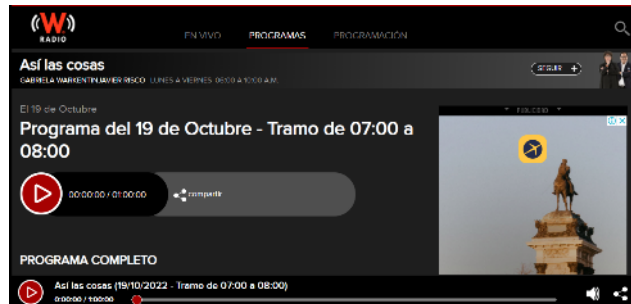 ((W))
RADIO
EN VIVO
PROGRAMAS
PROGRAMACIÓN
Así las cosas
GABRIELA WARKENTIN/JAVIER RISCO LUNES A VIERNES 06:00 A 10:00 A.M.
SEGUIR +
El 19 de Octubre
Programa del 19 de Octubre - Tramo de 07:00 a
08:00
00:00:00 / 01:00:00
compartir
PUBLICIDAD
PROGRAMA COMPLETO
Así las cosas (19/10/2022 - Tramo de 07:00 a 08:00)
0:00:00 / 1:00:00